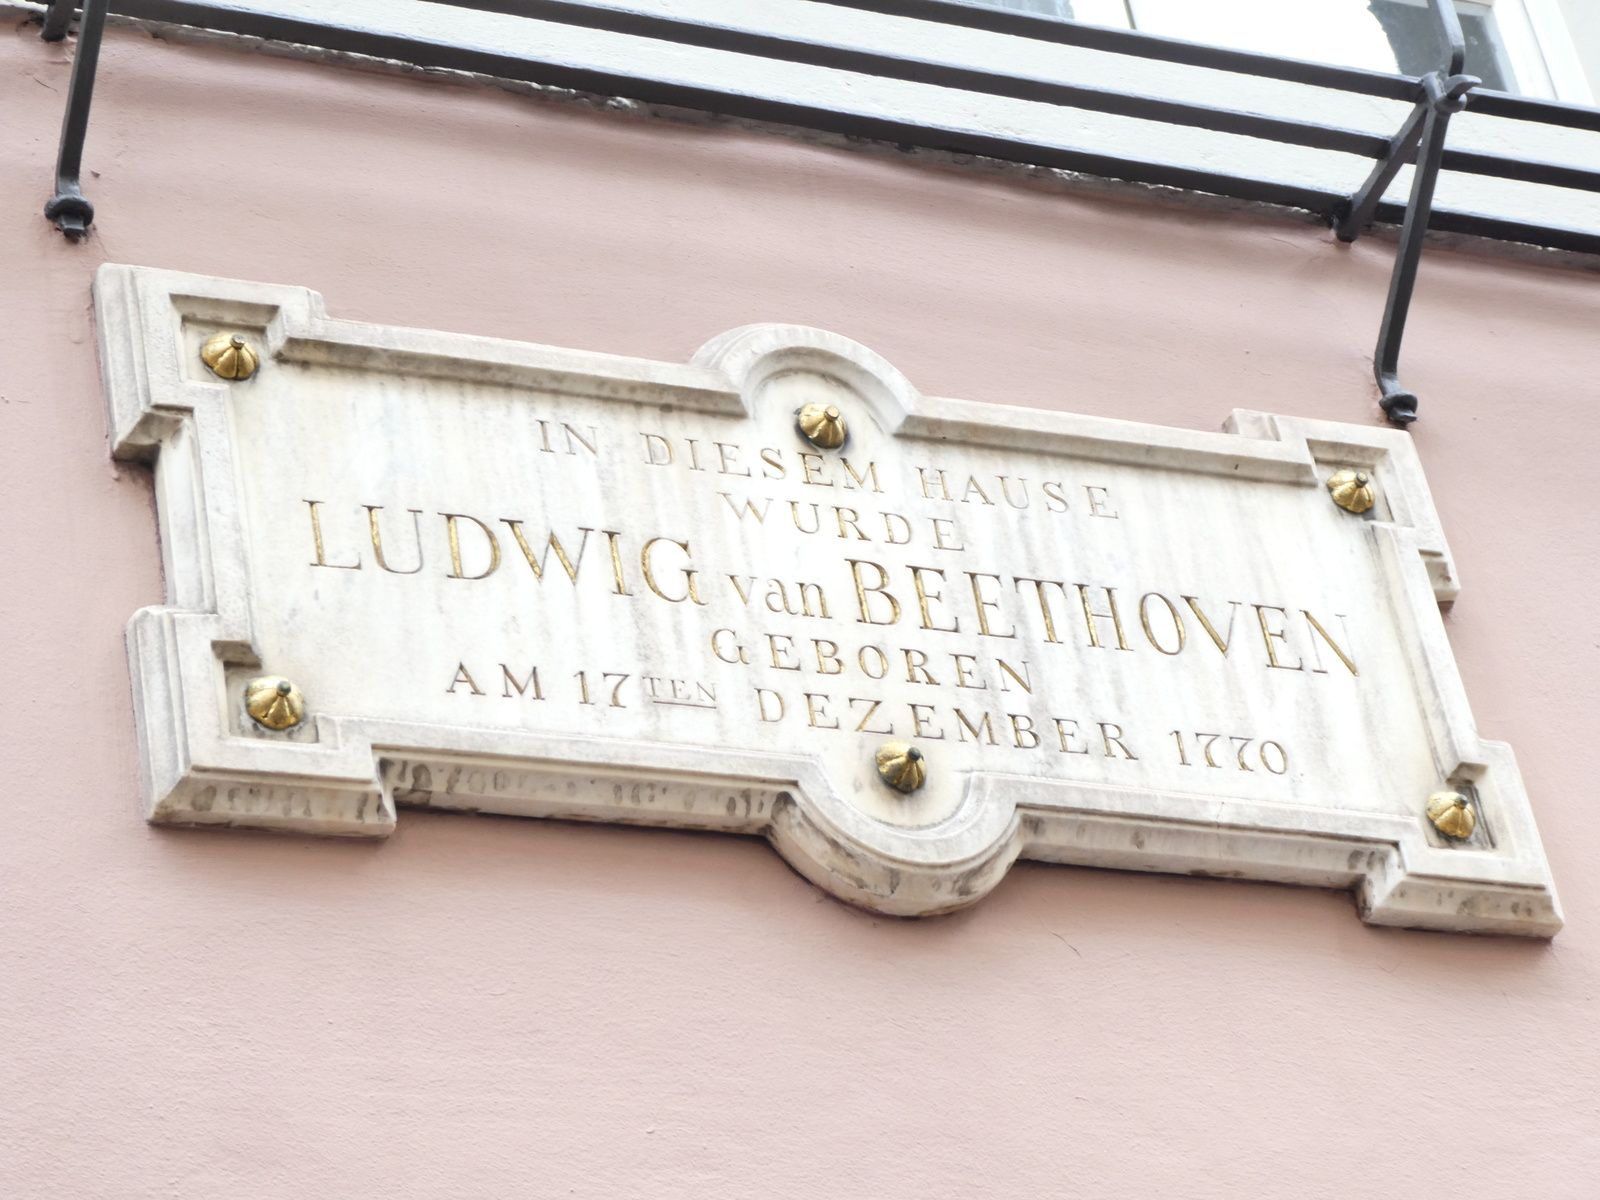 IN DIESEM HAUSE
WURDE
LUDWIG van BEETHOVEN
GEBOREN
AM 17TEN DEZEMBER 1770